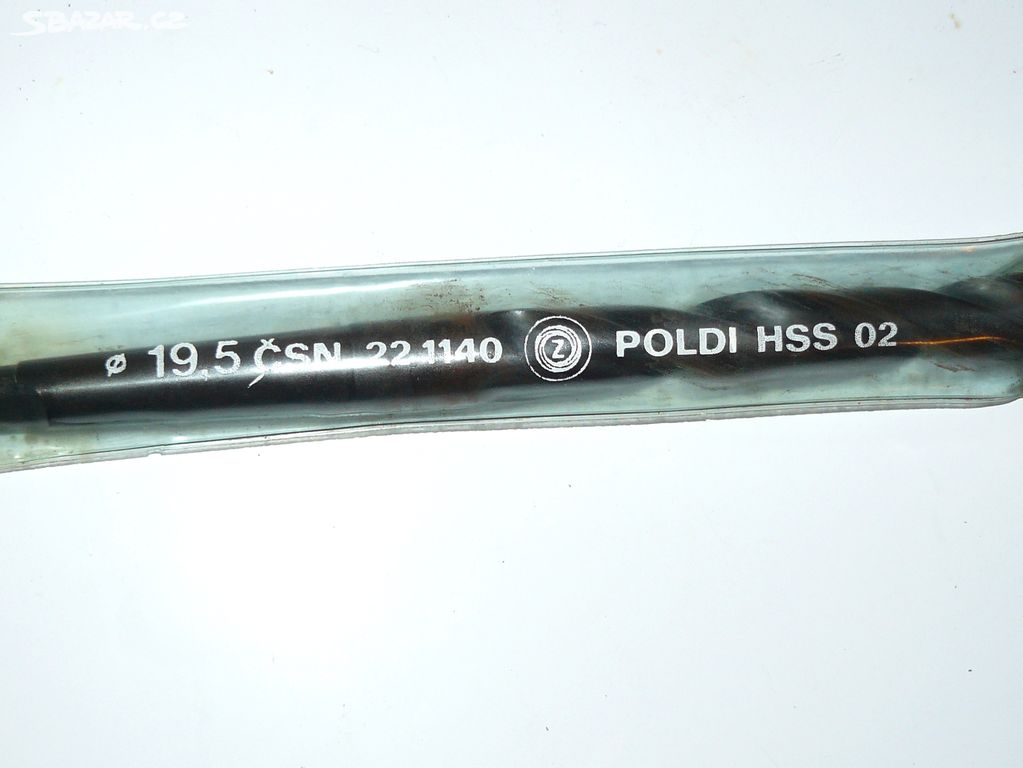 SBAZAR.CZ
ø 19,5 ČSN 22 1140 Z POLDI HSS 02